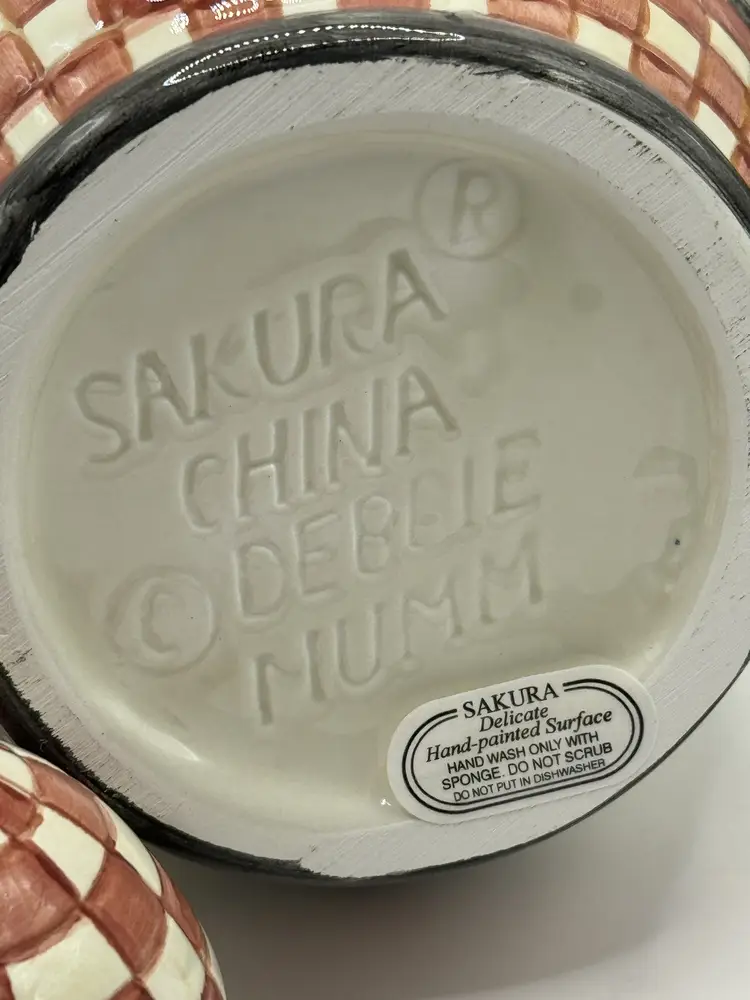 ®
SAKURA
CHINA
DEBBIE
© MUMM
SAKURA
Delicate
Hand-painted Surface
HAND WASH ONLY WITH
SPONGE. DO NOT SCRUB
DO NOT PUT IN DISHWASHER